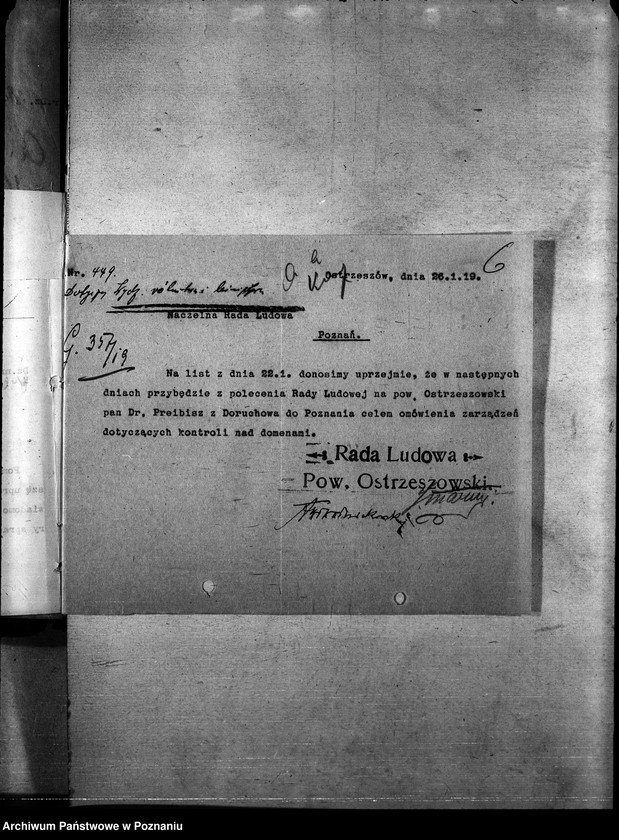 6
Nr. 449.
Ostrzeszów, dnia 26.1.19.
Naczelna Rada Ludowa
Poznań.
G. 357/19
Na list z dnia 22.1. donosimy uprzejmie, że w następnych
dniach przybędzie z polecenia Rady Ludowej na pow. Ostrzeszowski
pan Dr. Preibisz z Doruchowa do Poznania celem omówienia zarządzeń
dotyczących kontroli nad domenami.
Rada Ludowa
Pow. Ostrzeszowski.
Archiwum Państwowe w Poznaniu